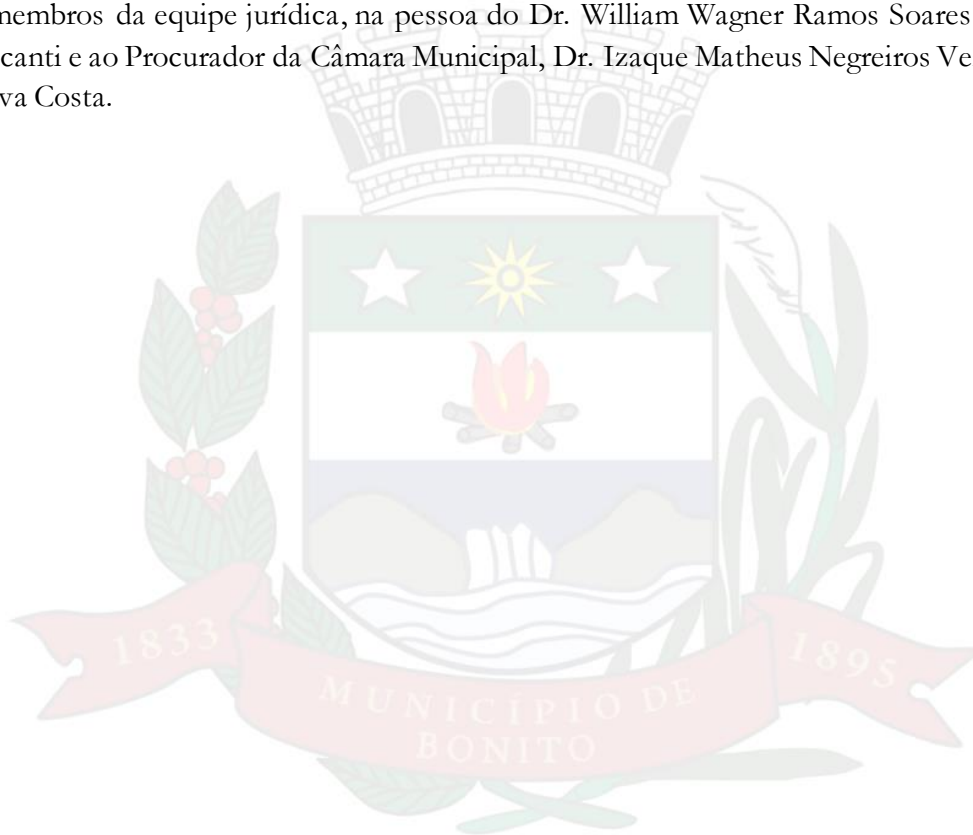 membros da equipe jurídica, na pessoa do Dr. William Wagner Ramos Soares
canti e ao Procurador da Câmara Municipal, Dr. Izaque Matheus Negreiros Ve
va Costa.
1833
1895
MUNICÍPIO DE
BONITO